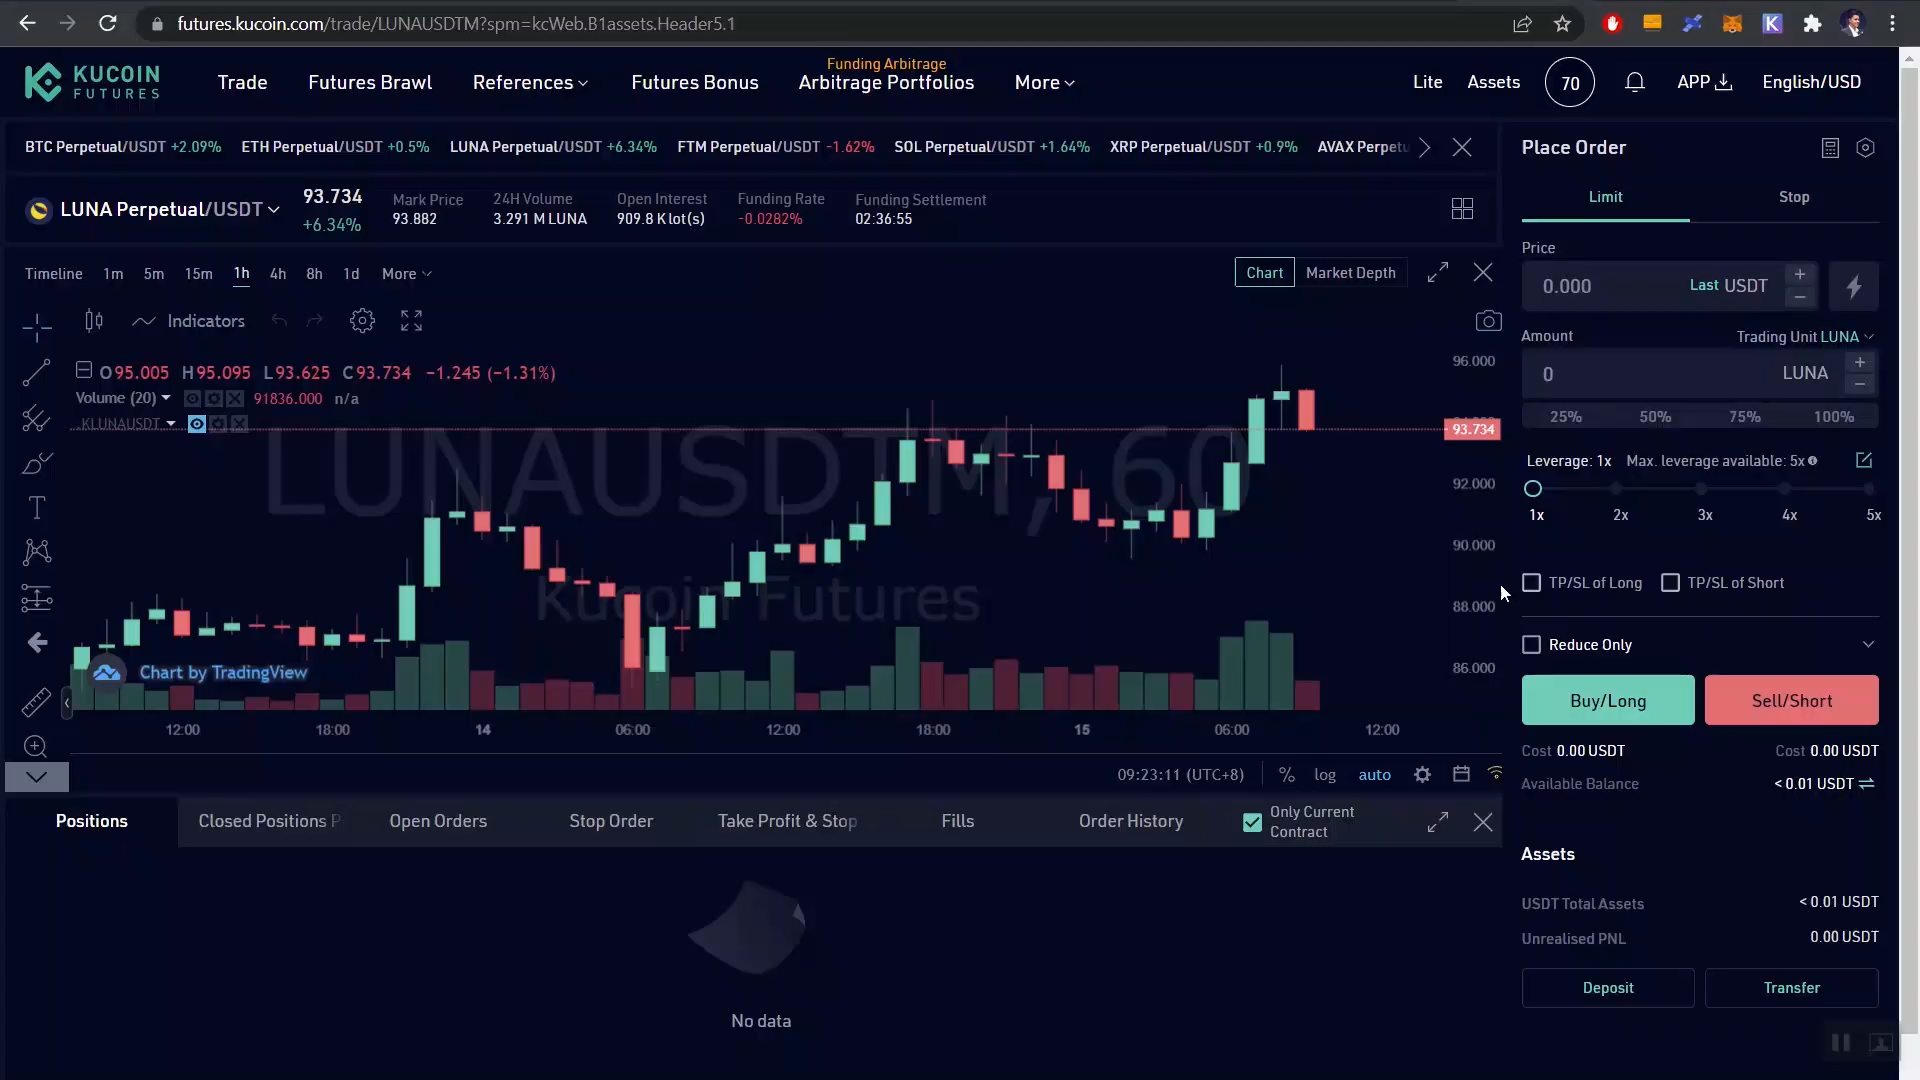 futures.kucoin.com/trade/LUNAUSDTM?spm=kcWeb.B1assets.Header5.1
KUCOIN
FUTURES
Trade
Futures Brawl
References
Futures Bonus
Funding Arbitrage
Arbitrage Portfolios
More
Lite
Assets
70
APP
English/USD
BTC Perpetual/USDT +2.09%
ETH Perpetual/USDT +0.5%
LUNA Perpetual/USDT +6.34%
FTM Perpetual/USDT -1.62%
SOL Perpetual/USDT +1.64%
XRP Perpetual/USDT +0.9%
AVAX Perpetu
LUNA Perpetual/USDT
93.734
+6.34%
Mark Price
93.882
24H Volume
3.291 M LUNA
Open Interest
909.8 K lot(s)
Funding Rate
-0.0282%
Funding Settlement
02:36:55
Timeline
1m
5m
15m
1h
4h
8h
1d
More
Chart
Market Depth
Indicators
O95.005 H95.095 L93.625 C93.734 −1.245 (−1.31%)
Volume (20)
91836.000 n/a
.KLUNAUSDT
LUNAUSDTM, 60
Kucoin Futures
Chart by TradingView
96.000
93.734
92.000
90.000
88.000
86.000
12:00
18:00
14
06:00
12:00
18:00
15
06:00
12:00
09:23:11 (UTC+8)
%
log
auto
Positions
Closed Positions P
Open Orders
Stop Order
Take Profit & Stop
Fills
Order History
Only Current
Contract
No data
Place Order
Limit
Stop
Price
0.000
Last USDT
Amount
Trading Unit LUNA
0
LUNA
25%
50%
75%
100%
Leverage: 1x
Max. leverage available: 5x
1x
2x
3x
4x
5x
TP/SL of Long
TP/SL of Short
Reduce Only
Buy/Long
Sell/Short
Cost 0.00 USDT
Cost 0.00 USDT
Available Balance
< 0.01 USDT
Assets
USDT Total Assets
< 0.01 USDT
Unrealised PNL
0.00 USDT
Deposit
Transfer